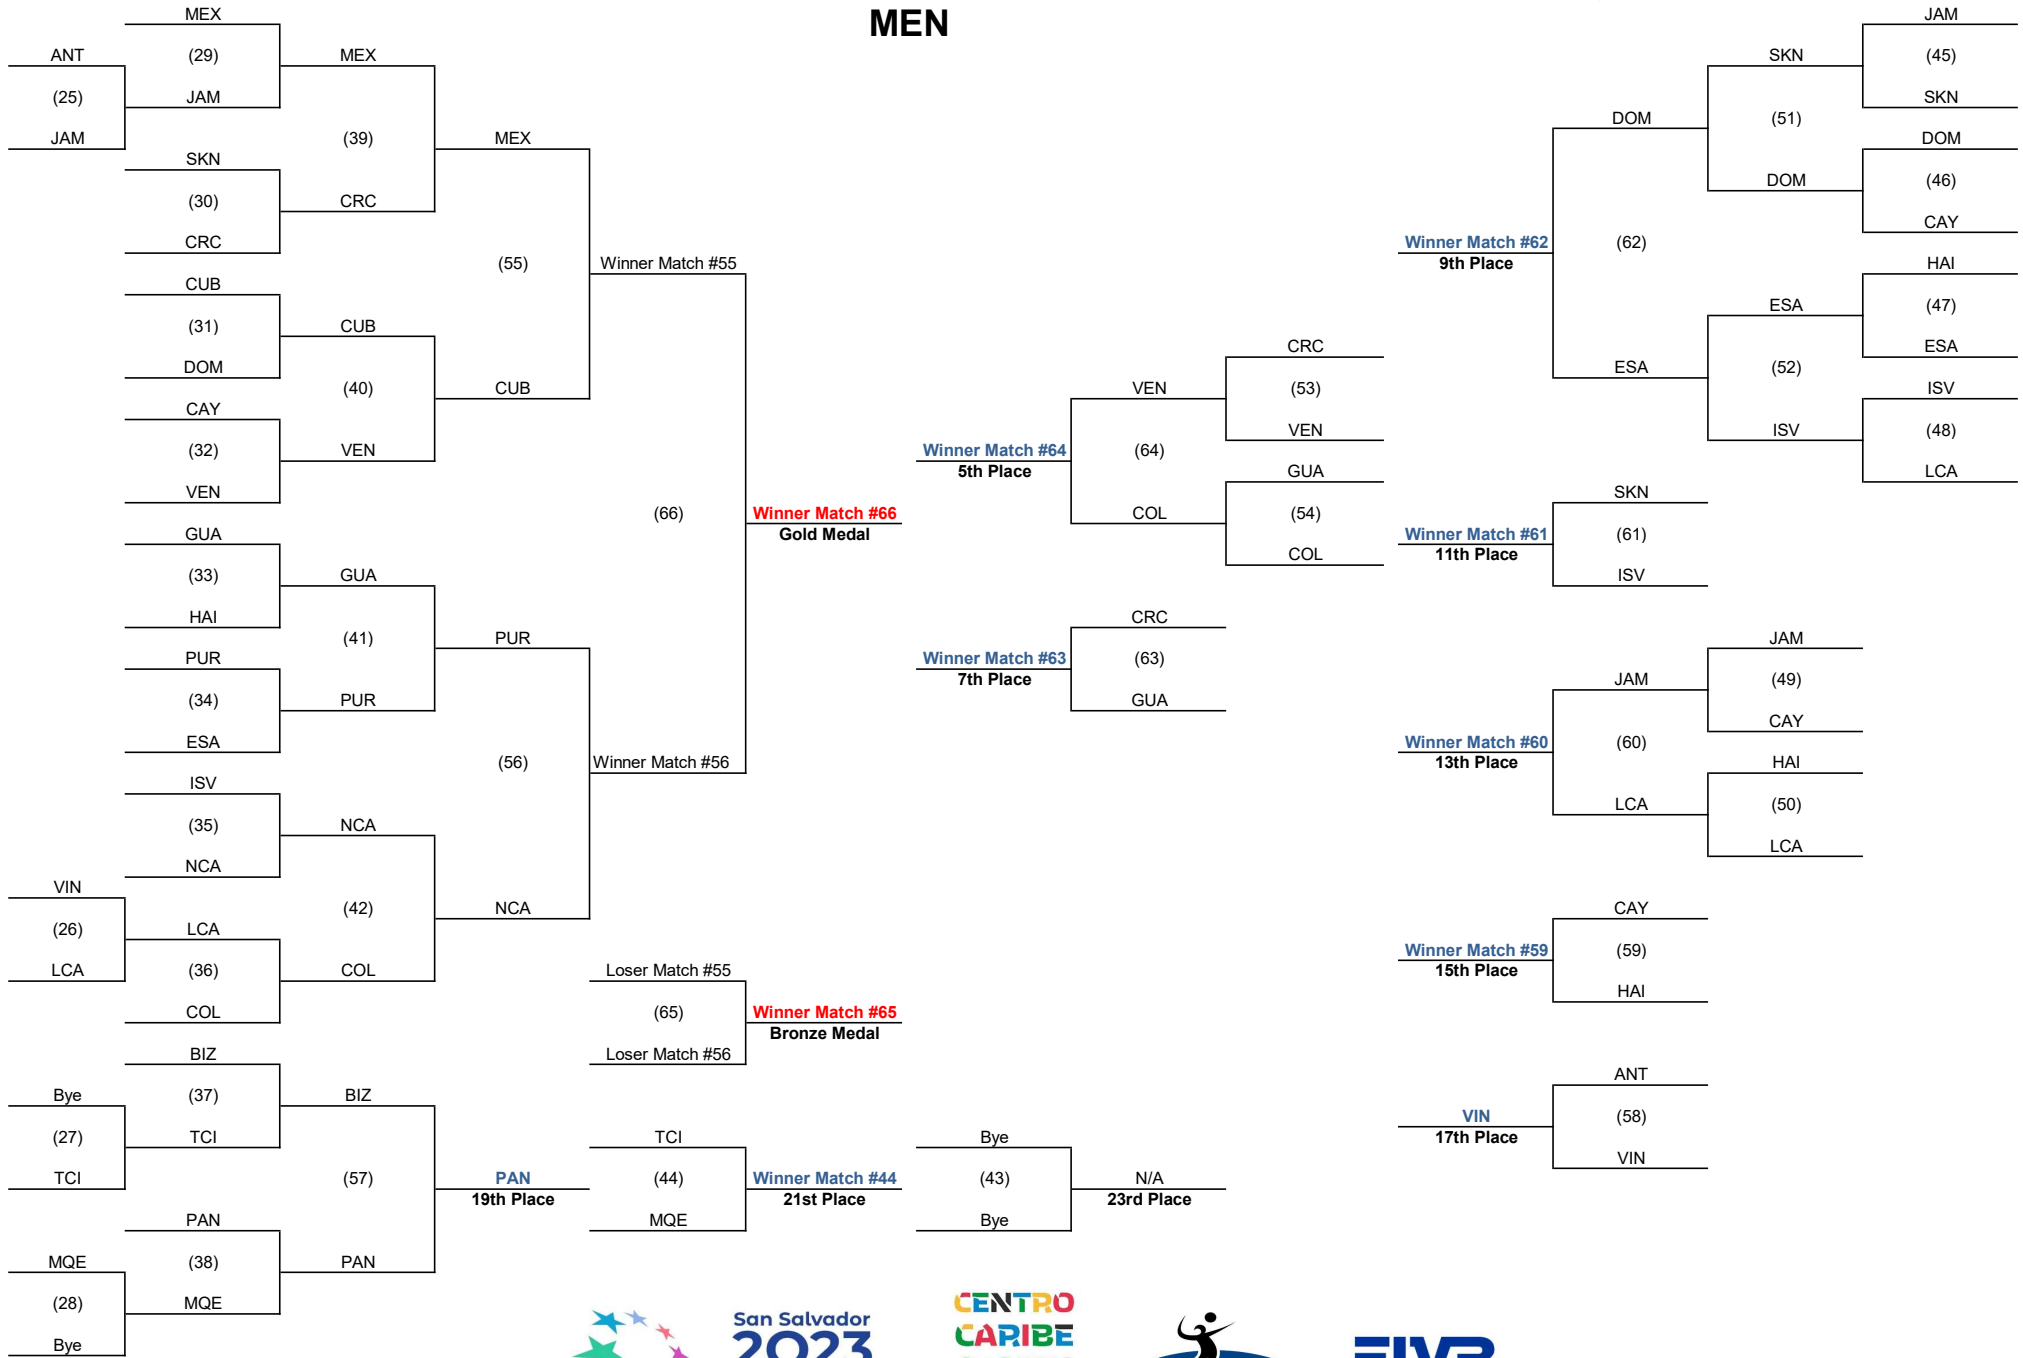 MEN
MEX
ANT
(29)
MEX
(25)
JAM
JAM
(39)
MEX
SKN
(30)
CRC
CRC
(55)
Winner Match #55
CUB
(31)
CUB
DOM
(40)
CUB
CAY
(32)
VEN
VEN
(66)
Winner Match #66
Gold Medal
GUA
(33)
GUA
HAI
(41)
PUR
PUR
(34)
PUR
ESA
(56)
Winner Match #56
ISV
(35)
NCA
NCA
VIN
(42)
NCA
(26)
LCA
LCA
(36)
COL
COL
Loser Match #55
(65)
Winner Match #65
Bronze Medal
Loser Match #56
BIZ
Bye
(37)
BIZ
(27)
TCI
TCI
(57)
PAN
19th Place
PAN
MQE
(38)
PAN
(28)
MQE
Bye
TCI
(44)
Winner Match #44
21st Place
MQE
Bye
(43)
N/A
23rd Place
Bye
CRC
VEN
(53)
VEN
Winner Match #64
5th Place
(64)
GUA
COL
(54)
COL
CRC
Winner Match #63
7th Place
(63)
GUA
JAM
SKN
(45)
SKN
DOM
(51)
DOM
DOM
(46)
CAY
Winner Match #62
9th Place
(62)
HAI
ESA
(47)
ESA
ESA
(52)
ISV
ISV
(48)
LCA
SKN
Winner Match #61
11th Place
(61)
ISV
JAM
JAM
(49)
CAY
Winner Match #60
13th Place
(60)
HAI
LCA
(50)
LCA
CAY
Winner Match #59
15th Place
(59)
HAI
ANT
VIN
17th Place
(58)
VIN
San Salvador
2023
CENTRO
CARIBE
FIVB